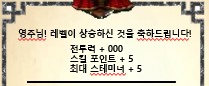 영주님! 레벨이 상승하신 것을 축하드립니다!
전투력 + 000
스킬 포인트 + 5
최대 스테미너 + 5